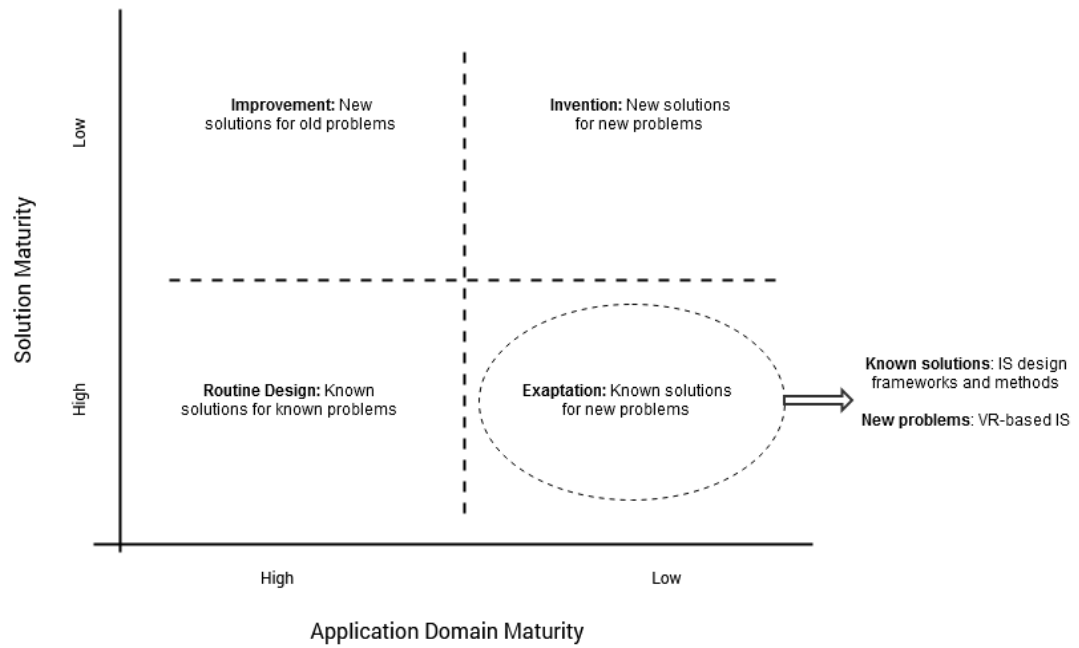 Improvement: New
solutions for old problems
Invention: New solutions
for new problems
Low
Solution Maturity
High
Routine Design: Known
solutions for known problems
Exaptation: Known solutions
for new problems
Known solutions: IS design
frameworks and methods
New problems: VR-based IS
High
Low
Application Domain Maturity